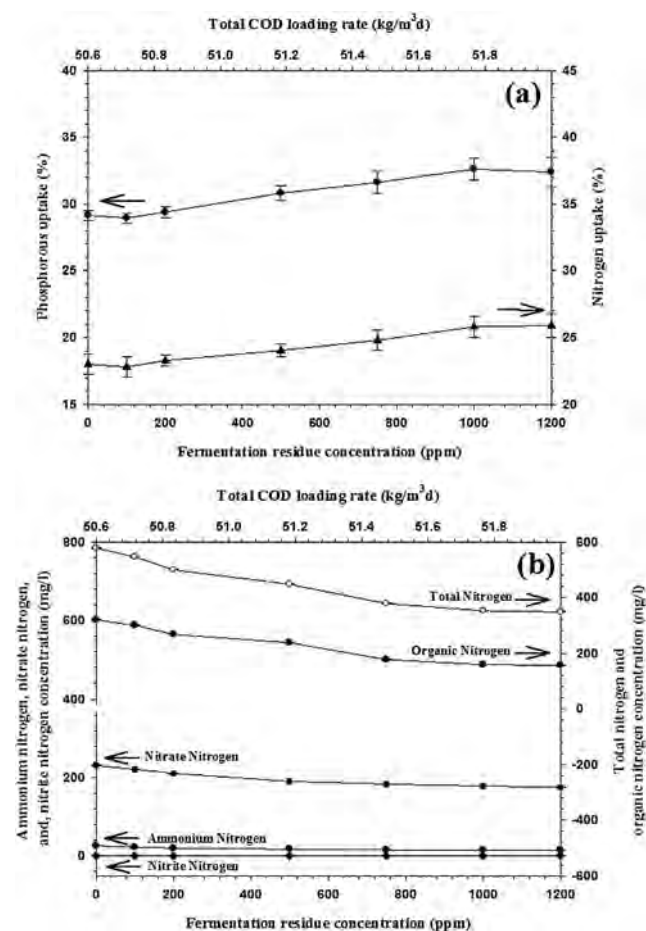 Total COD loading rate (kg/m³d)
50.6 50.8 51.0 51.2 51.4 51.6 51.8
40 45
(a)
36 40
32 35
29 30
22 25
15 20
Phosphorous uptake (%)
Nitrogen uptake (%)
0 200 400 600 800 1000 1200
Fermentation residue concentration (ppm)
Total COD loading rate (kg/m³d)
50.6 50.8 51.0 51.2 51.4 51.6 51.8
800
(b)
Total Nitrogen
400
600
Organic Nitrogen
200
400
0
Nitrate Nitrogen
200
-200
Ammonium Nitrogen
-400
0
Nitrite Nitrogen
-600
Ammonium nitrogen, nitrate nitrogen,
and, nitrite nitrogen concentration (mg/l)
Total nitrogen and
organic nitrogen concentration (mg/l)
0 200 400 600 800 1000 1200
Fermentation residue concentration (ppm)